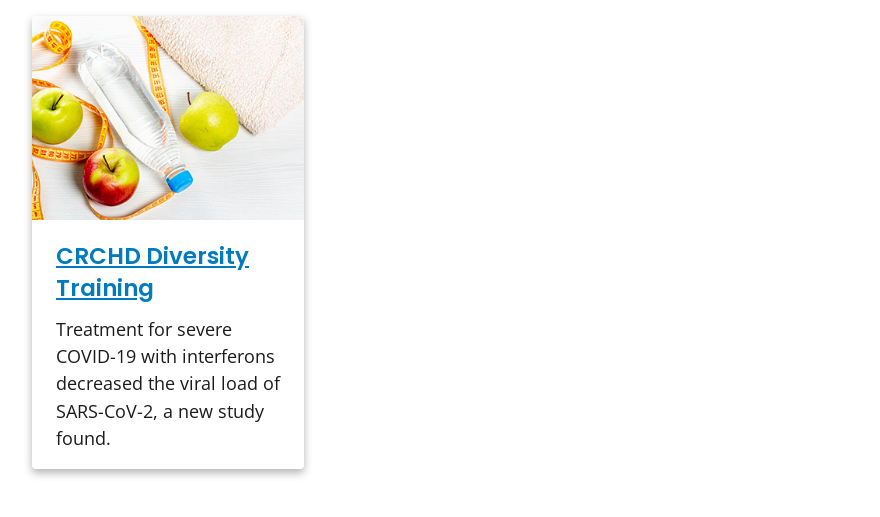 CRCHD Diversity
Training
Treatment for severe
COVID-19 with interferons
decreased the viral load of
SARS-CoV-2, a new study
found.